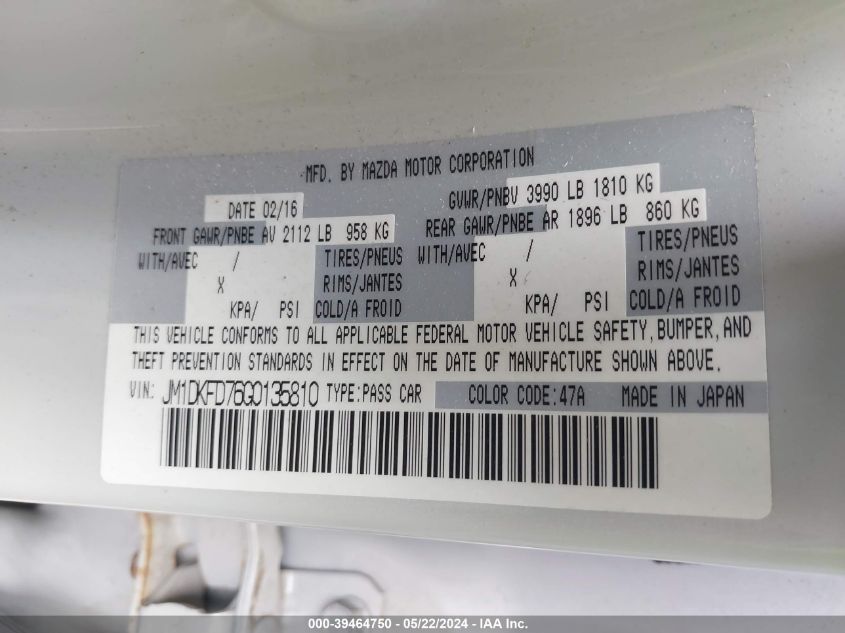 MFD. BY MAZDA MOTOR CORPORATION
DATE 02/16 GVWR/PNBV 3990 LB 1810 KG
FRONT GAWR/PNBE AV 2112 LB 958 KG REAR GAWR/PNBE AR 1896 LB 860 KG
WITH/AVEC / TIRES/PNEUS WITH/AVEC / TIRES/PNEUS
X RIMS/JANTES X RIMS/JANTES
KPA/ PSI COLD/A FROID KPA/ PSI COLD/A FROID
THIS VEHICLE CONFORMS TO ALL APPLICABLE FEDERAL MOTOR VEHICLE SAFETY, BUMPER, AND
THEFT PREVENTION STANDARDS IN EFFECT ON THE DATE OF MANUFACTURE SHOWN ABOVE.
VIN: JM1DKFD76G0135810 TYPE:PASS CAR COLOR CODE:47A MADE IN JAPAN
000-39464750 - 05/22/2024 - IAA Inc.